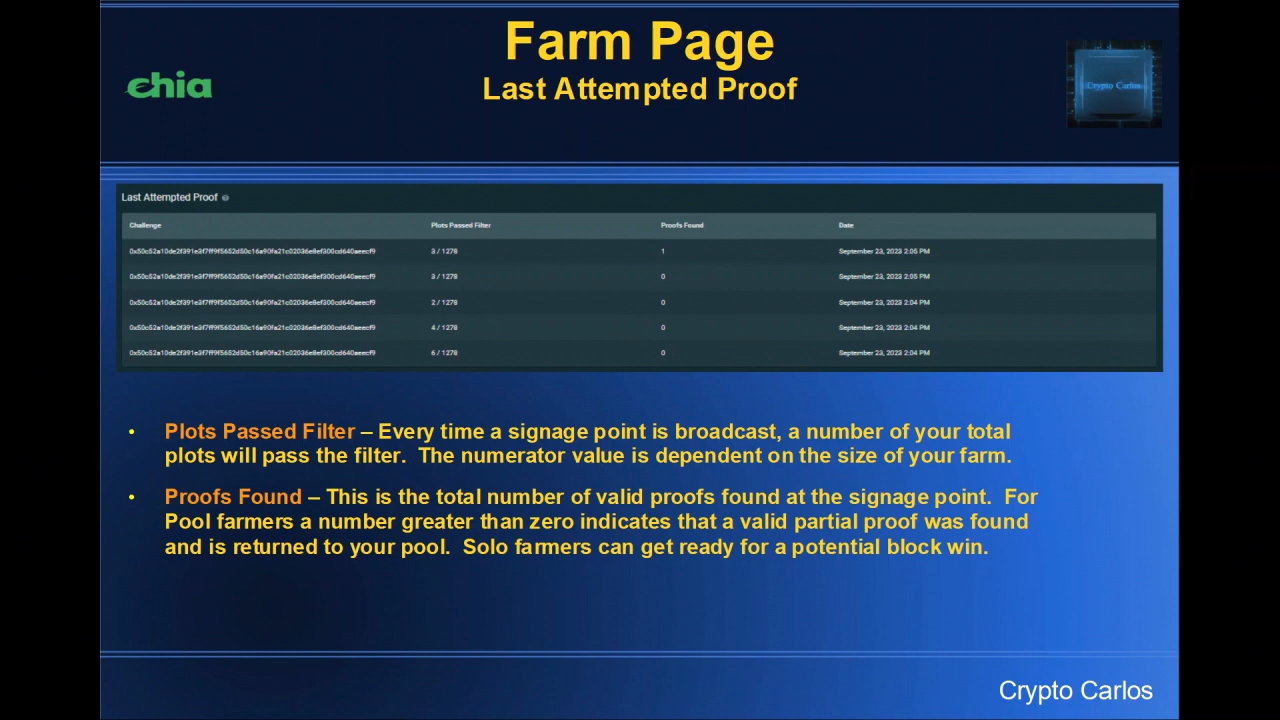 Farm Page
Last Attempted Proof
chia
Crypto Carlos
Last Attempted Proof
Challenge Plots Passed Filter Proofs Found Date
0x50c52a10de2f391e3f7ff9f5652d50c16a90fa21c02036e8ef300cd640aeecf9 3 / 1278 1 September 23, 2023 2:05 PM
0x50c52a10de2f391e3f7ff9f5652d50c16a90fa21c02036e8ef300cd640aeecf9 3 / 1278 0 September 23, 2023 2:05 PM
0x50c52a10de2f391e3f7ff9f5652d50c16a90fa21c02036e8ef300cd640aeecf9 2 / 1278 0 September 23, 2023 2:04 PM
0x50c52a10de2f391e3f7ff9f5652d50c16a90fa21c02036e8ef300cd640aeecf9 4 / 1278 0 September 23, 2023 2:04 PM
0x50c52a10de2f391e3f7ff9f5652d50c16a90fa21c02036e8ef300cd640aeecf9 6 / 1278 0 September 23, 2023 2:04 PM
• Plots Passed Filter – Every time a signage point is broadcast, a number of your total
plots will pass the filter. The numerator value is dependent on the size of your farm.
• Proofs Found – This is the total number of valid proofs found at the signage point. For
Pool farmers a number greater than zero indicates that a valid partial proof was found
and is returned to your pool. Solo farmers can get ready for a potential block win.
Crypto Carlos